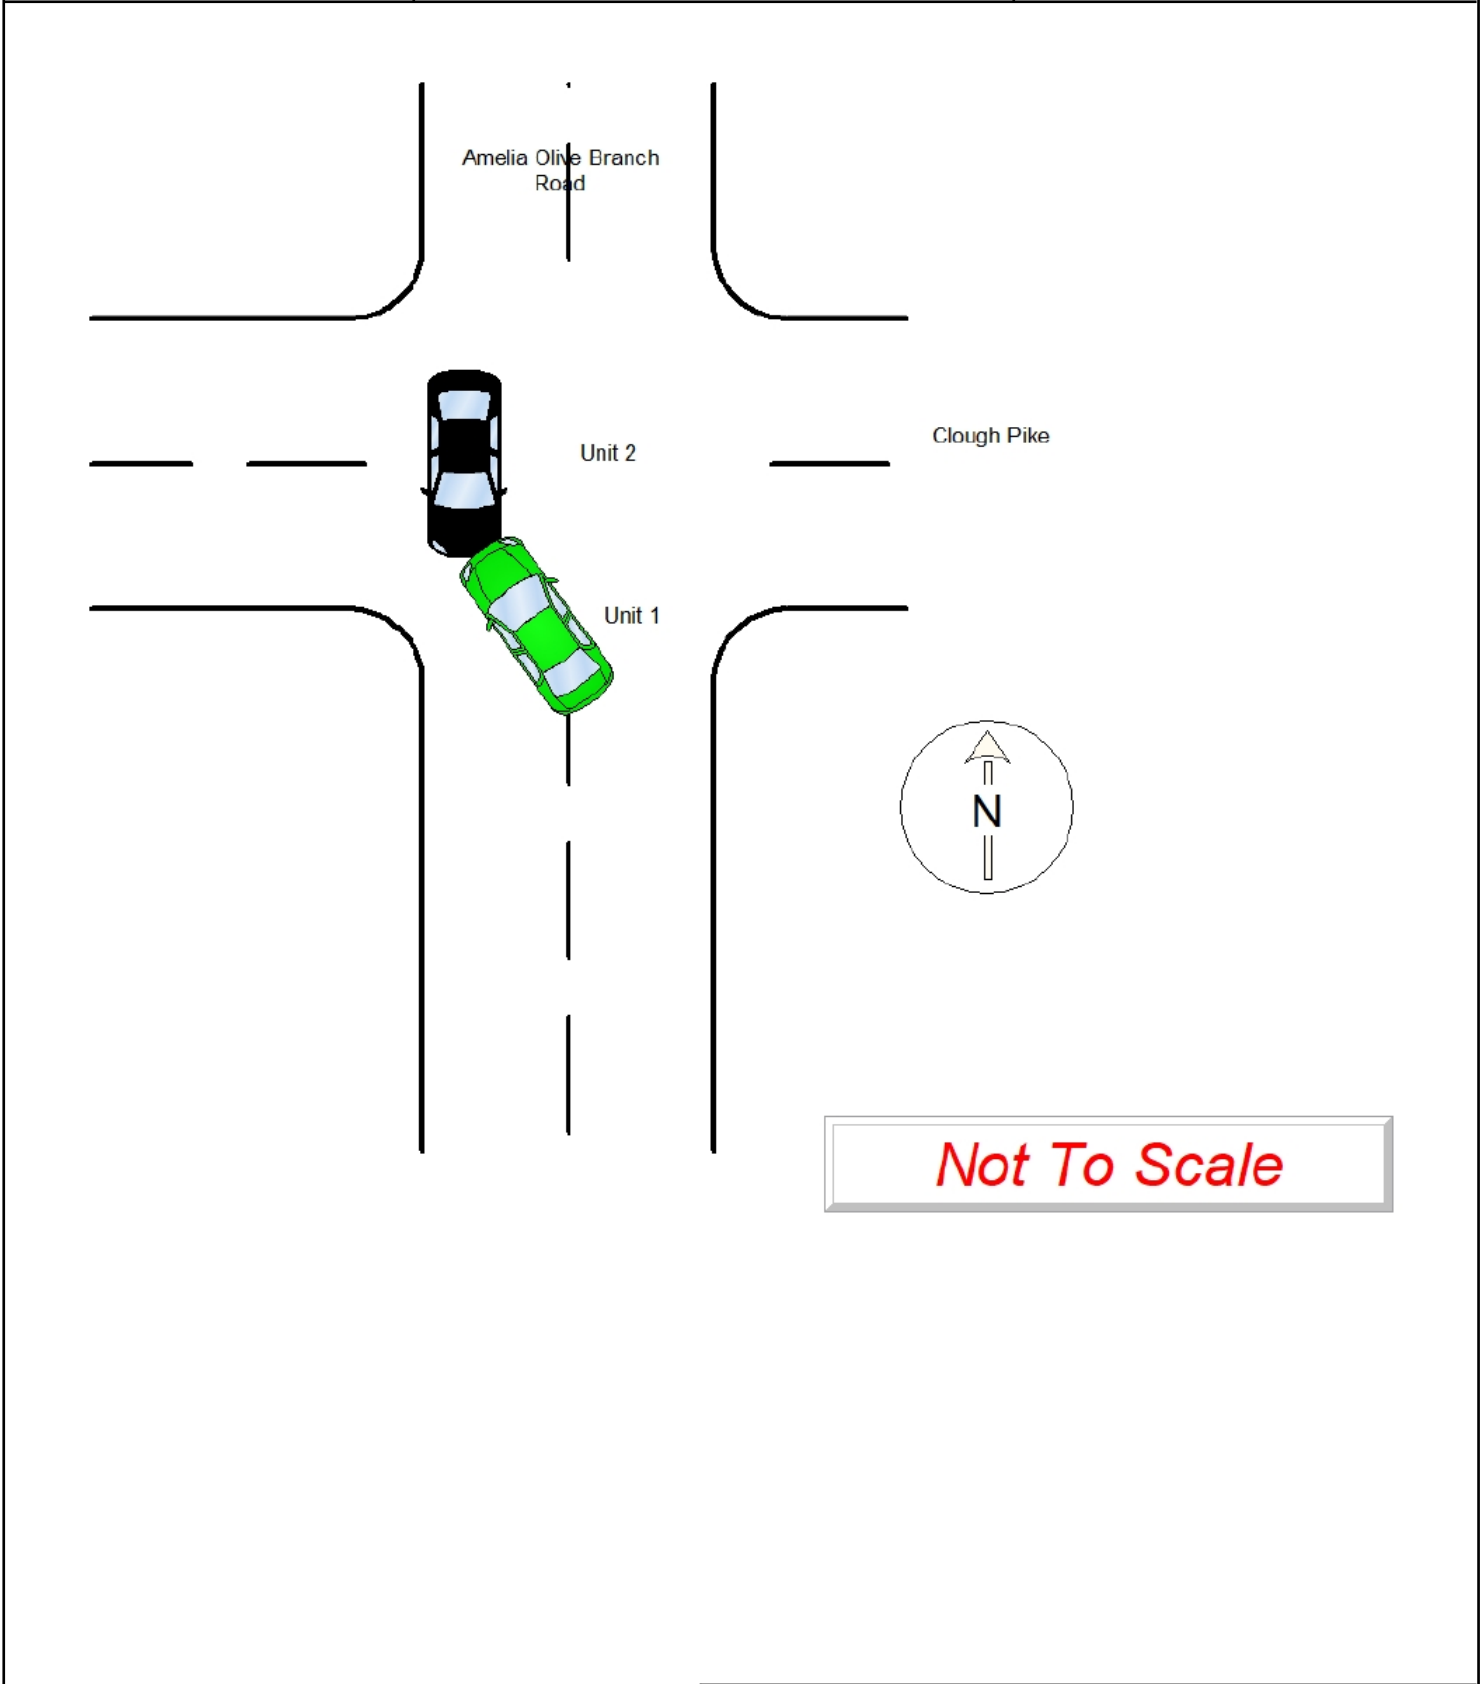 Amelia Olive Branch
Road
Unit 2
Clough Pike
Unit 1
N
Not To Scale